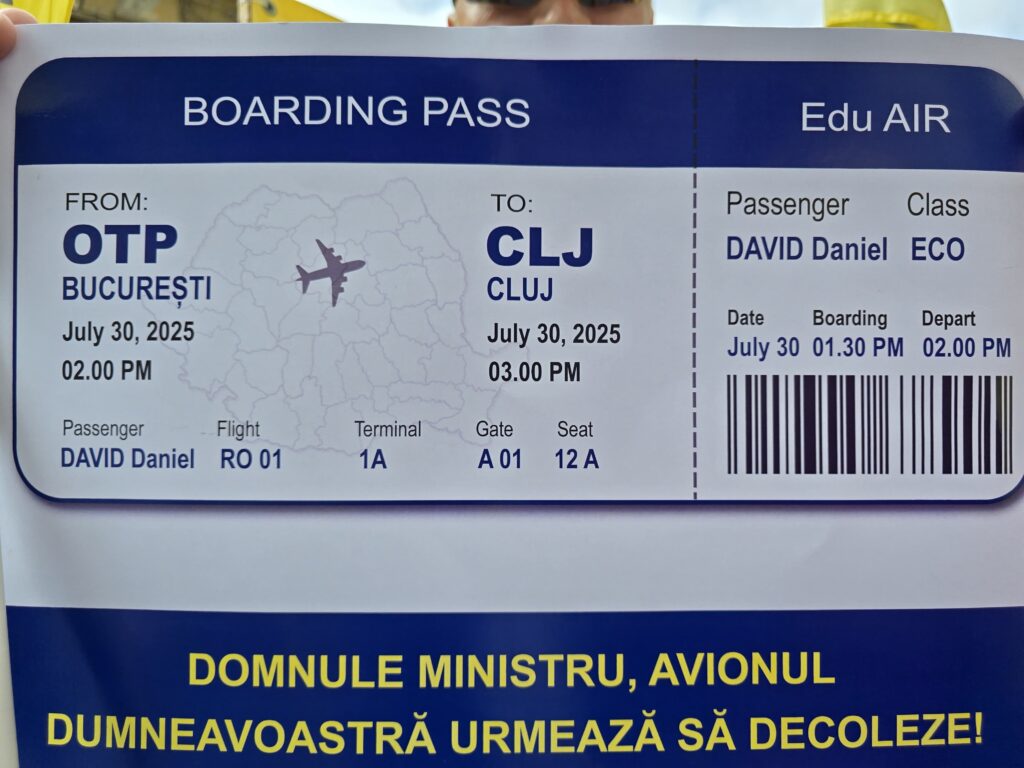 BOARDING PASS
Edu AIR
FROM:
OTP
BUCUREȘTI
July 30, 2025
02.00 PM
TO:
CLJ
CLUJ
July 30, 2025
03.00 PM
Passenger Flight Terminal Gate Seat
DAVID Daniel RO 01 1A A 01 12 A
Passenger Class
DAVID Daniel ECO
Date Boarding Depart
July 30 01.30 PM 02.00 PM
DOMNULE MINISTRU, AVIONUL
DUMNEAVOASTRĂ URMEAZĂ SĂ DECOLEZE!